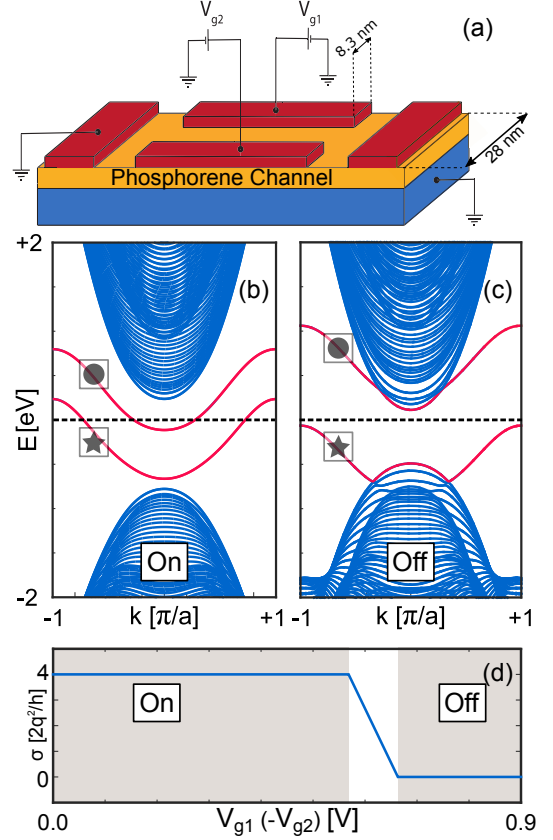 V_g2
V_g1
(a)
8.3 nm
28 nm
Phosphorene Channel
+2
(b)
(c)
E [eV]
On
Off
-2
-1
k [π/a]
+1
-1
k [π/a]
+1
(d)
4
On
Off
σ [2q²/h]
0
0.0
V_g1 (-V_g2) [V]
0.9